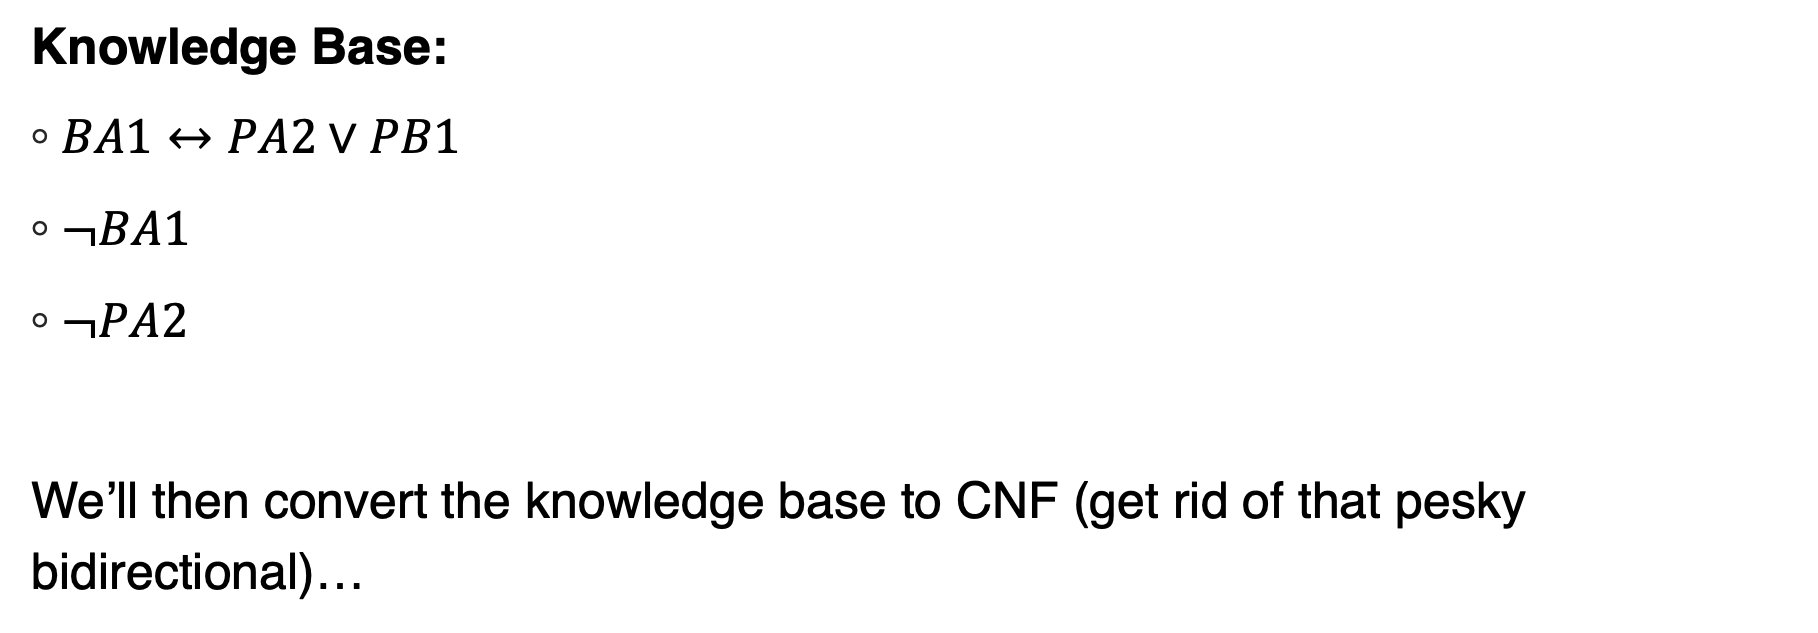 Knowledge Base:
◦ BA1 ↔ PA2 ∨ PB1
◦ ¬BA1
◦ ¬PA2
We’ll then convert the knowledge base to CNF (get rid of that pesky
bidirectional)…